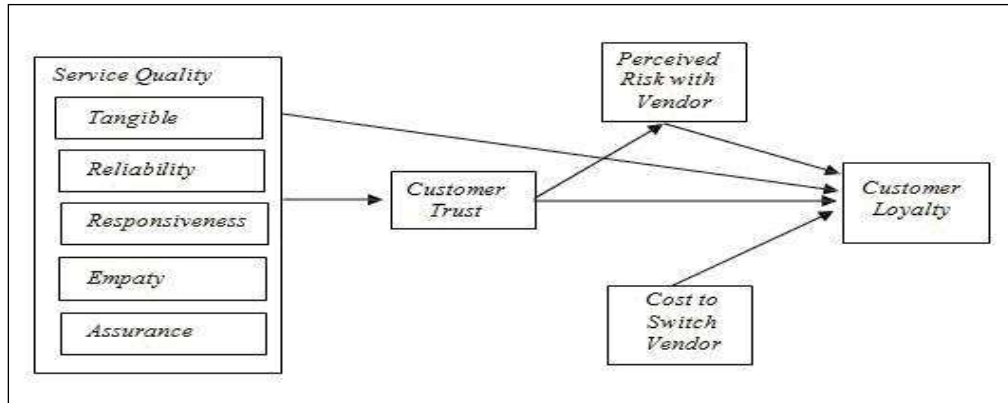 Service Quality
Tangible
Reliability
Responsiveness
Empaty
Assurance
Customer
Trust
Perceived
Risk with
Vendor
Cost to
Switch
Vendor
Customer
Loyalty